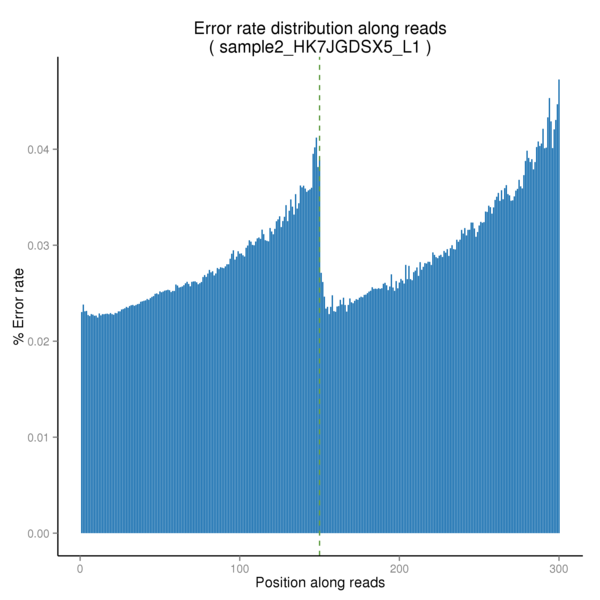 Error rate distribution along reads
( sample2_HK7JGDSX5_L1 )
% Error rate
0.04
0.03
0.02
0.01
0.00
0 100 200 300
Position along reads